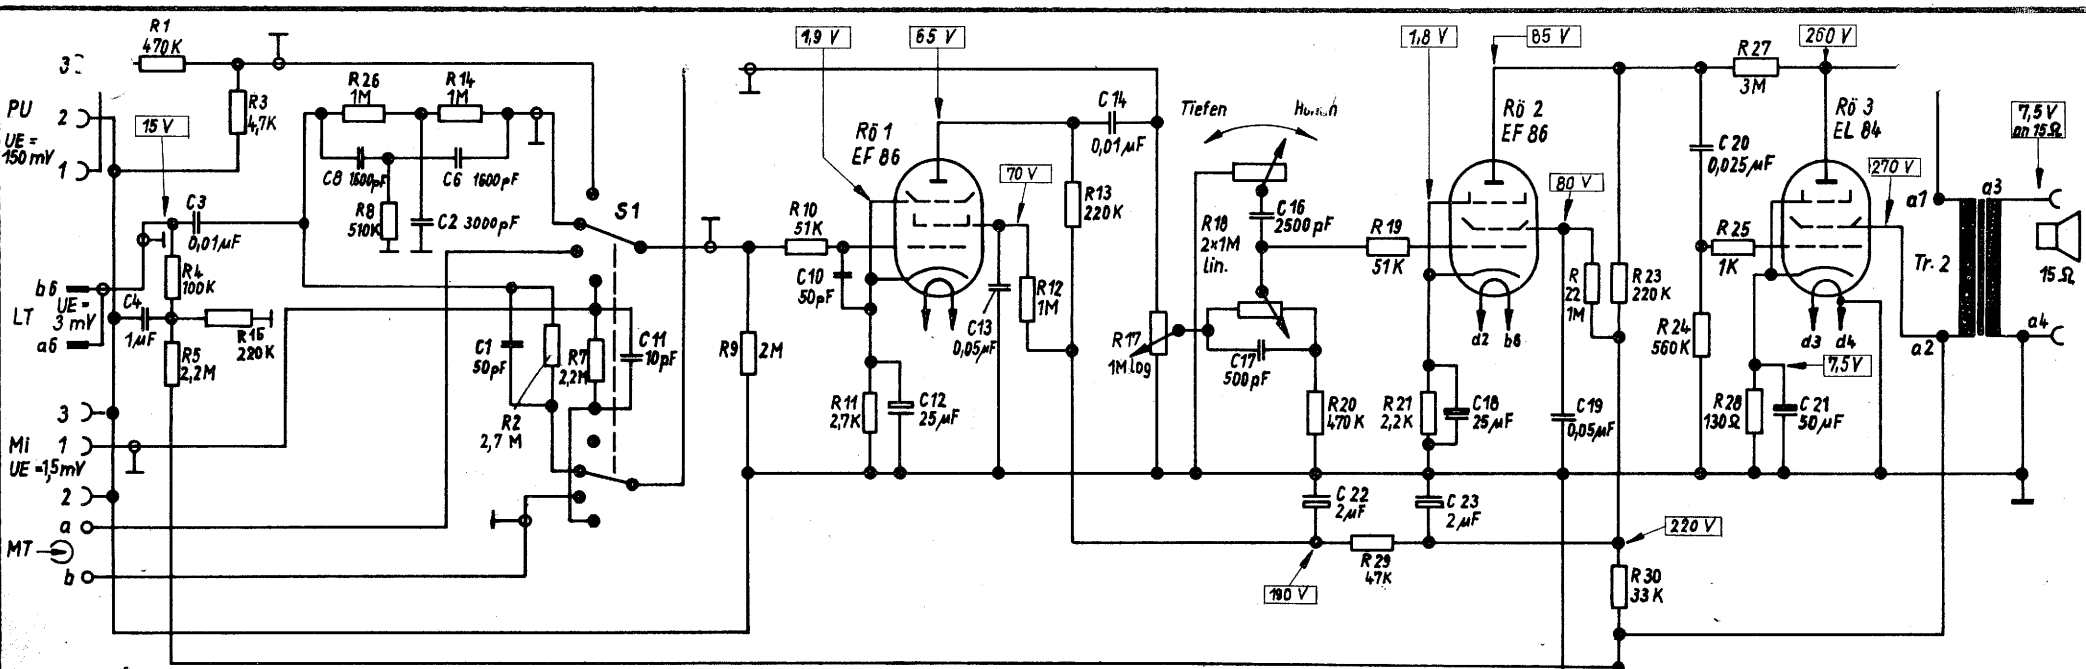 R1
470K
3
PU
2
UE =
150 mV
1
R3
4,7K
15 V
R26
1M
R14
1M
C8 1600pF
C6 1600pF
R8
510K
C2 3000pF
C3
0,01µF
R4
100K
b6
UE =
LT
3 mV
a6
C4
1µF
R15
220K
R5
2,2M
3
Mi
1
UE =1,5mV
2
a
MT
b
S1
C1
50pF
R2
2,7 M
R7
2,2M
C11
10pF
R9
2M
1,9 V
65 V
Rö 1
EF 86
R10
51K
C10
50pF
R11
2,7K
C12
25µF
70 V
C13
0,05µF
R12
1M
R13
220K
C14
0,01µF
R17
1M log
Tiefen
R18
2×1M
lin.
C16
2500pF
C17
500pF
R20
470K
C22
2µF
R29
47K
190 V
R19
51K
1,8 V
85 V
Rö 2
EF 86
80 V
d2
b6
R21
2,2K
C18
25µF
C19
0,05µF
C23
2µF
R
22
1M
R23
220K
220 V
R30
33K
R27
3M
C20
0,025µF
R24
560K
R25
1K
260 V
Rö 3
EL 84
270 V
d3
d4
7,5V
R28
130Ω
C21
50µF
a1
a3
Tr. 2
a2
a4
7,5 V
an 15Ω
15Ω